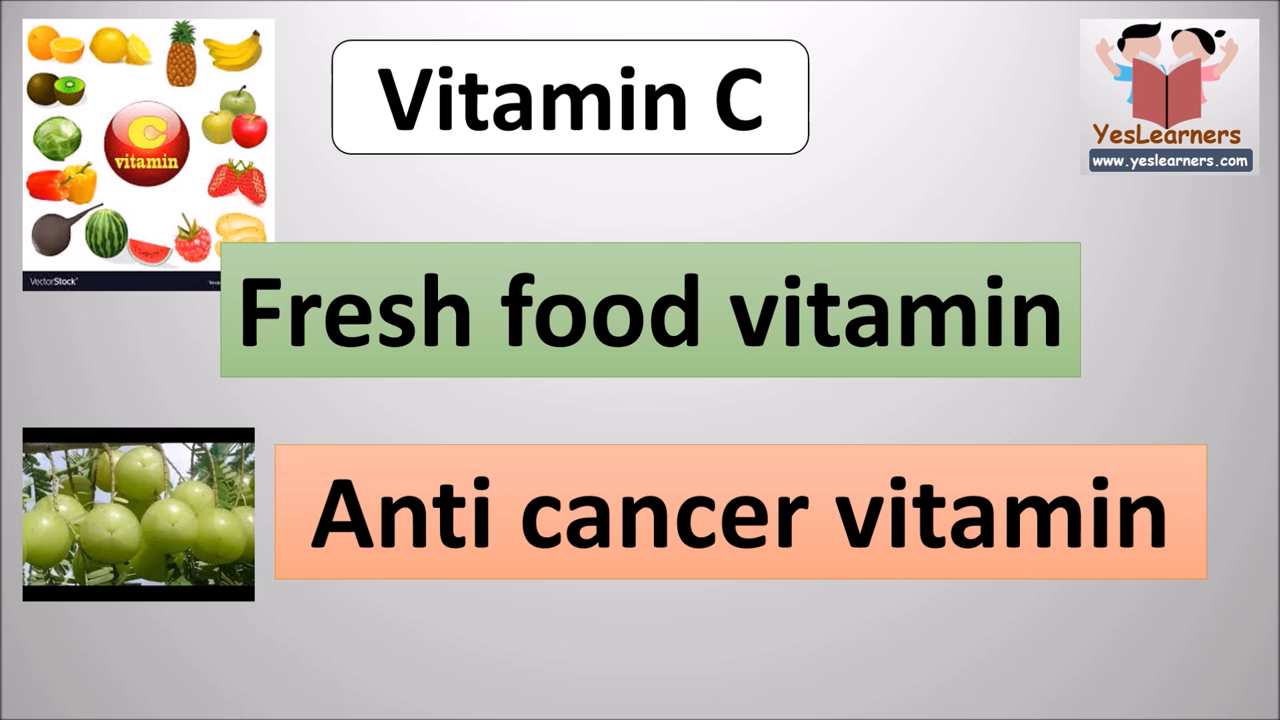 Vitamin C
C
vitamin
VectorStock®
YesLearners
www.yeslearners.com
Fresh food vitamin
Anti cancer vitamin